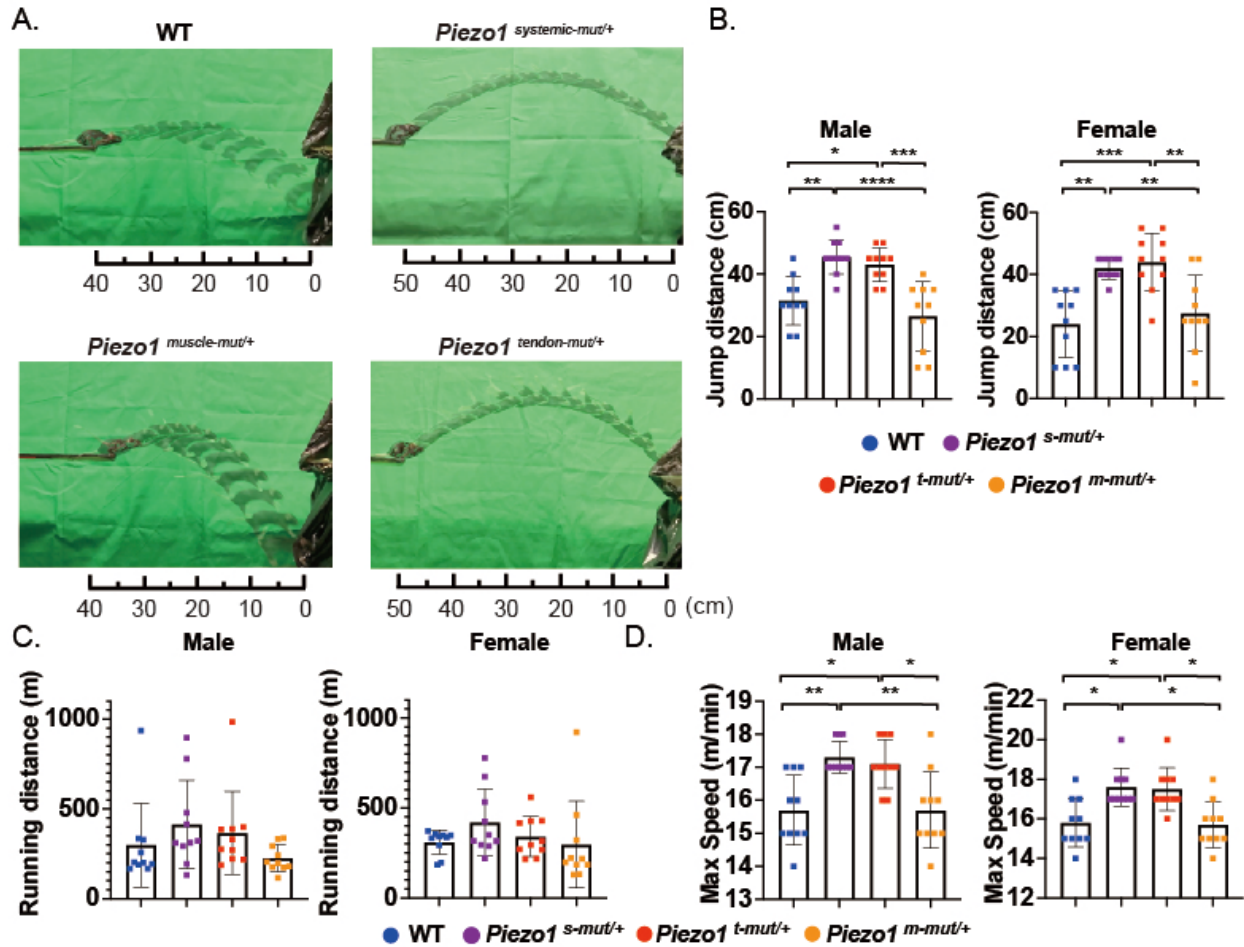 A.
WT
Piezo1 systemic-mut/+
40 30 20 10 0
50 40 30 20 10 0
Piezo1 muscle-mut/+
Piezo1 tendon-mut/+
40 30 20 10 0
50 40 30 20 10 0 (cm)
B.
Male
* ***
** ****
Jump distance (cm)
60
40
20
0
Female
*** **
** **
Jump distance (cm)
60
40
20
0
WT Piezo1 s-mut/+
Piezo1 t-mut/+ Piezo1 m-mut/+
C.
Male
Running distance (m)
1000
500
0
Female
Running distance (m)
1000
500
0
D.
Male
* *
** **
Max Speed (m/min)
19
18
17
16
15
14
13
Female
* *
* *
Max Speed (m/min)
22
20
18
16
14
12
WT Piezo1 s-mut/+ Piezo1 t-mut/+ Piezo1 m-mut/+